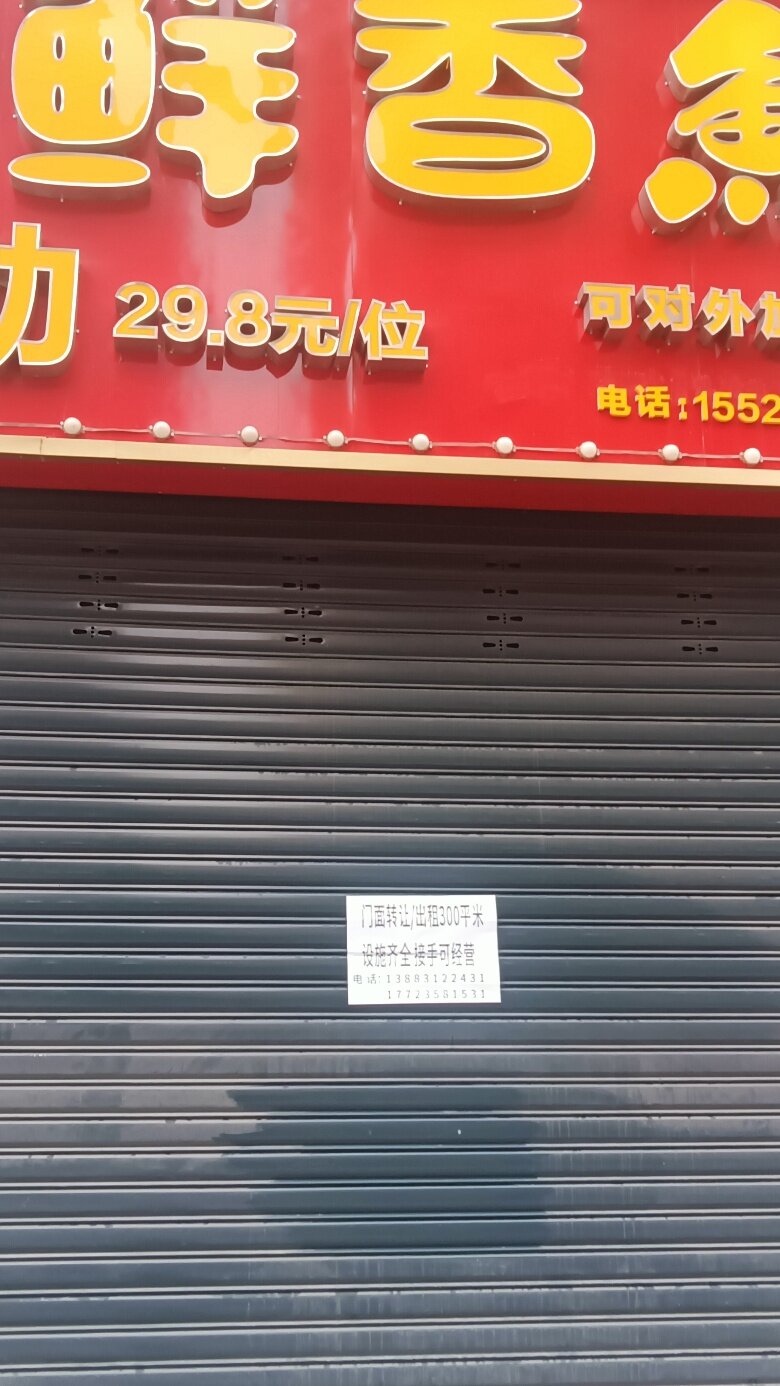 鲜香鱼
29.8元/位
可对外
电话:1552
门面转让/出租300平米
设施齐全接手可经营
电话:13883122431
17723581531